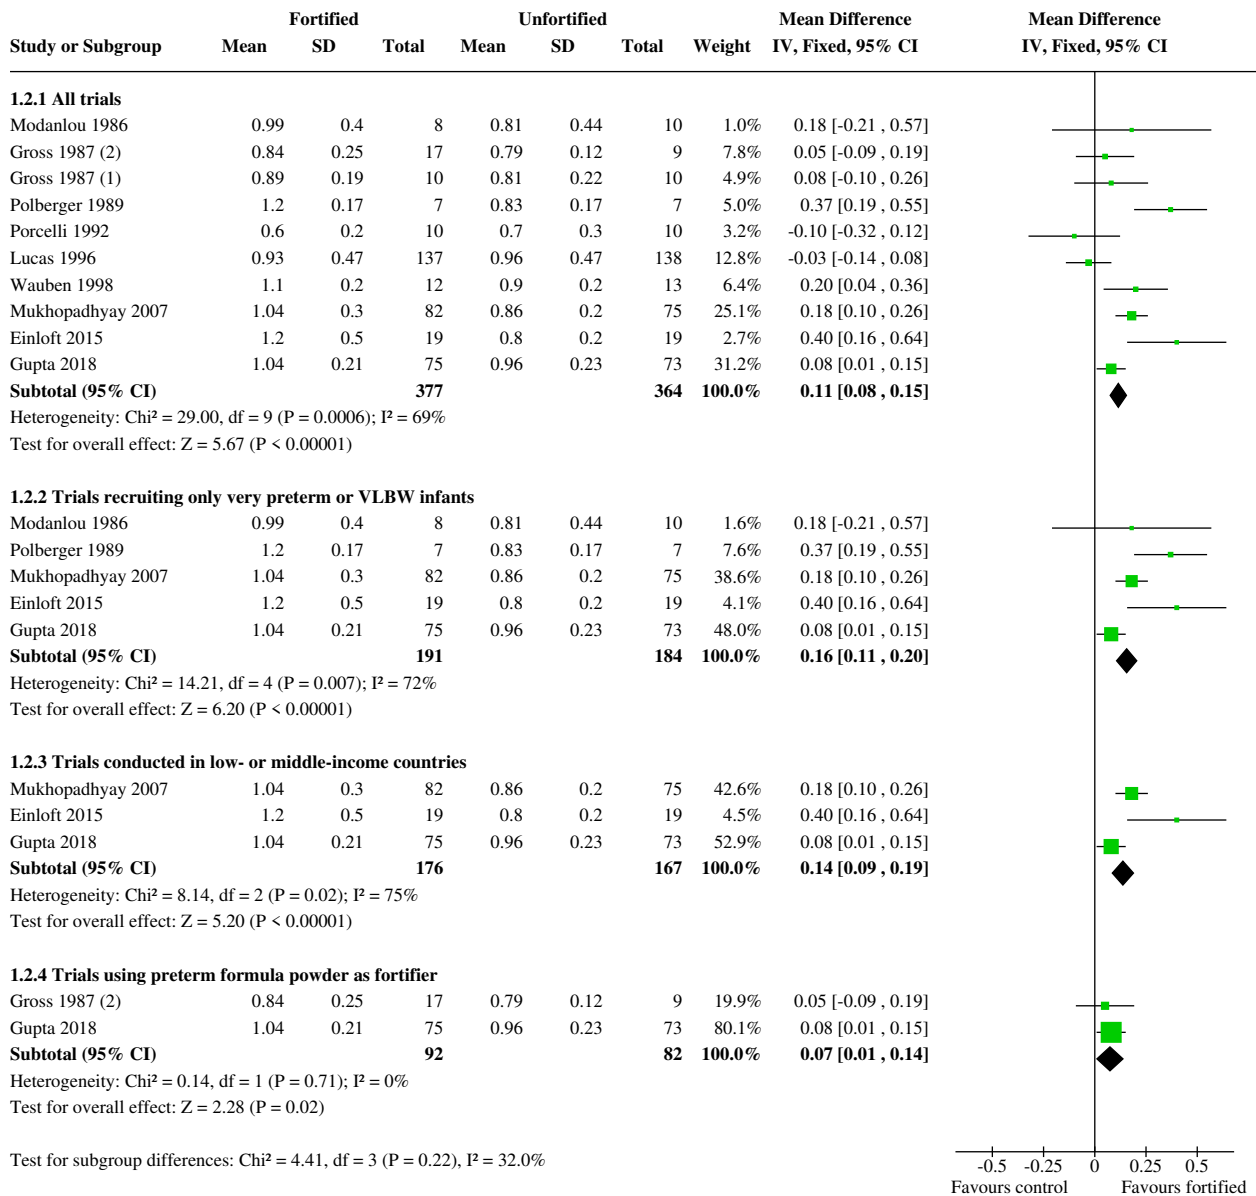 Fortified Unfortified Mean Difference Mean Difference
Study or Subgroup Mean SD Total Mean SD Total Weight IV, Fixed, 95% CI IV, Fixed, 95% CI
1.2.1 All trials
Modanlou 1986 0.99 0.4 8 0.81 0.44 10 1.0% 0.18 [-0.21 , 0.57]
Gross 1987 (2) 0.84 0.25 17 0.79 0.12 9 7.8% 0.05 [-0.09 , 0.19]
Gross 1987 (1) 0.89 0.19 10 0.81 0.22 10 4.9% 0.08 [-0.10 , 0.26]
Polberger 1989 1.2 0.17 7 0.83 0.17 7 5.0% 0.37 [0.19 , 0.55]
Porcelli 1992 0.6 0.2 10 0.7 0.3 10 3.2% -0.10 [-0.32 , 0.12]
Lucas 1996 0.93 0.47 137 0.96 0.47 138 12.8% -0.03 [-0.14 , 0.08]
Wauben 1998 1.1 0.2 12 0.9 0.2 13 6.4% 0.20 [0.04 , 0.36]
Mukhopadhyay 2007 1.04 0.3 82 0.86 0.2 75 25.1% 0.18 [0.10 , 0.26]
Einloft 2015 1.2 0.5 19 0.8 0.2 19 2.7% 0.40 [0.16 , 0.64]
Gupta 2018 1.04 0.21 75 0.96 0.23 73 31.2% 0.08 [0.01 , 0.15]
Subtotal (95% CI) 377 364 100.0% 0.11 [0.08 , 0.15]
Heterogeneity: Chi² = 29.00, df = 9 (P = 0.0006); I² = 69%
Test for overall effect: Z = 5.67 (P < 0.00001)
1.2.2 Trials recruiting only very preterm or VLBW infants
Modanlou 1986 0.99 0.4 8 0.81 0.44 10 1.6% 0.18 [-0.21 , 0.57]
Polberger 1989 1.2 0.17 7 0.83 0.17 7 7.6% 0.37 [0.19 , 0.55]
Mukhopadhyay 2007 1.04 0.3 82 0.86 0.2 75 38.6% 0.18 [0.10 , 0.26]
Einloft 2015 1.2 0.5 19 0.8 0.2 19 4.1% 0.40 [0.16 , 0.64]
Gupta 2018 1.04 0.21 75 0.96 0.23 73 48.0% 0.08 [0.01 , 0.15]
Subtotal (95% CI) 191 184 100.0% 0.16 [0.11 , 0.20]
Heterogeneity: Chi² = 14.21, df = 4 (P = 0.007); I² = 72%
Test for overall effect: Z = 6.20 (P < 0.00001)
1.2.3 Trials conducted in low- or middle-income countries
Mukhopadhyay 2007 1.04 0.3 82 0.86 0.2 75 42.6% 0.18 [0.10 , 0.26]
Einloft 2015 1.2 0.5 19 0.8 0.2 19 4.5% 0.40 [0.16 , 0.64]
Gupta 2018 1.04 0.21 75 0.96 0.23 73 52.9% 0.08 [0.01 , 0.15]
Subtotal (95% CI) 176 167 100.0% 0.14 [0.09 , 0.19]
Heterogeneity: Chi² = 8.14, df = 2 (P = 0.02); I² = 75%
Test for overall effect: Z = 5.20 (P < 0.00001)
1.2.4 Trials using preterm formula powder as fortifier
Gross 1987 (2) 0.84 0.25 17 0.79 0.12 9 19.9% 0.05 [-0.09 , 0.19]
Gupta 2018 1.04 0.21 75 0.96 0.23 73 80.1% 0.08 [0.01 , 0.15]
Subtotal (95% CI) 92 82 100.0% 0.07 [0.01 , 0.14]
Heterogeneity: Chi² = 0.14, df = 1 (P = 0.71); I² = 0%
Test for overall effect: Z = 2.28 (P = 0.02)
Test for subgroup differences: Chi² = 4.41, df = 3 (P = 0.22), I² = 32.0%
-0.5 -0.25 0 0.25 0.5
Favours control Favours fortified